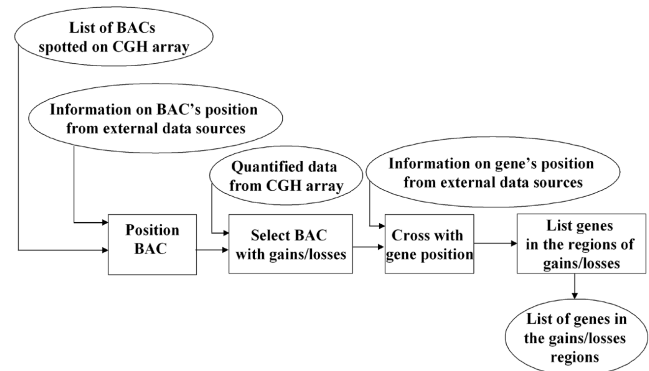 List of BACs
spotted on CGH array
Information on BAC's position
from external data sources
Quantified data
from CGH array
Information on gene's position
from external data sources
Position
BAC
Select BAC
with gains/losses
Cross with
gene position
List genes
in the regions of
gains/losses
List of genes in
the gains/losses
regions